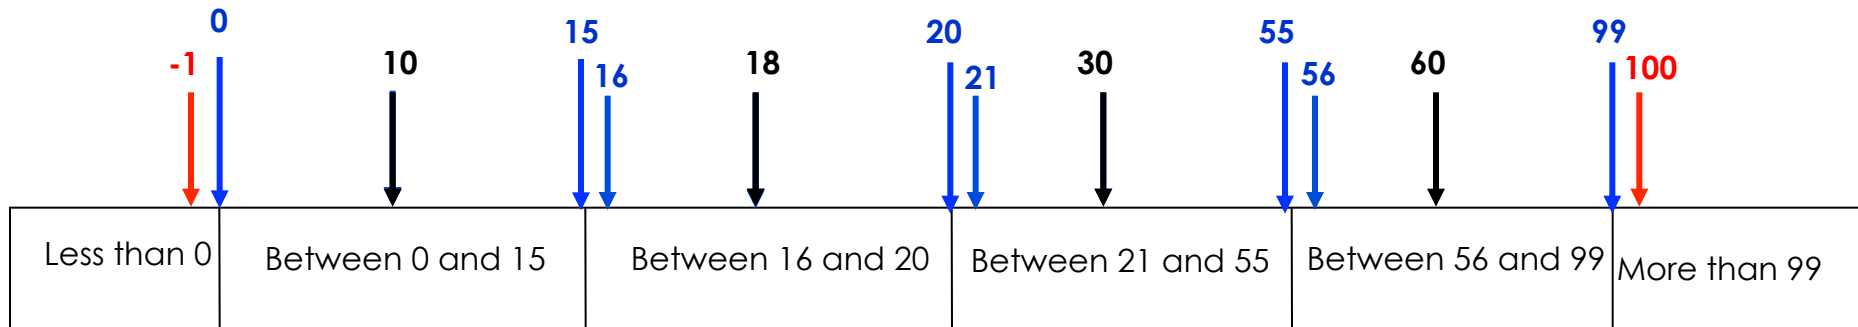 0
15
20
55
99
-1
10
16
18
21
30
56
60
100
Less than 0
Between 0 and 15
Between 16 and 20
Between 21 and 55
Between 56 and 99
More than 99